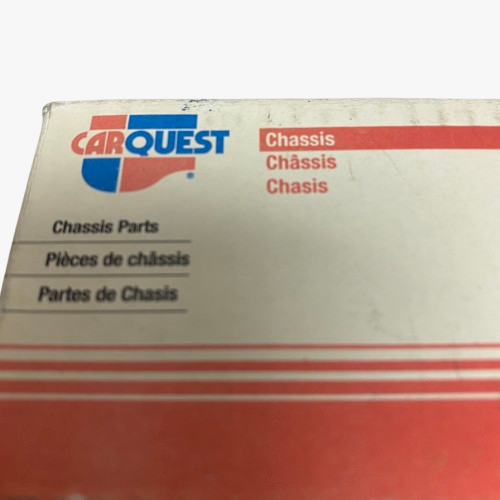 CARQUEST®
Chassis
Châssis
Chasis
Chassis Parts
Pièces de châssis
Partes de Chasis